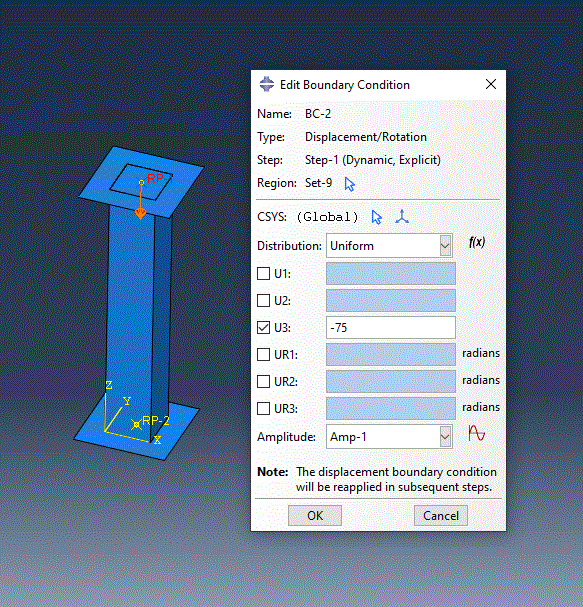 Edit Boundary Condition
Name: BC-2
Type: Displacement/Rotation
Step: Step-1 (Dynamic, Explicit)
Region: Set-9
CSYS: (Global)
Distribution: Uniform f(x)
U1:
U2:
U3: -75
UR1: radians
UR2: radians
UR3: radians
Amplitude: Amp-1
Note: The displacement boundary condition
will be reapplied in subsequent steps.
OK Cancel
RP
Z
Y
RP-2
X